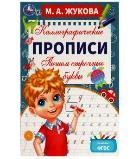 М. А. ЖУКОВА
Каллиграфические
ПРОПИСИ
Пишем строчные
буквы
ФГОС